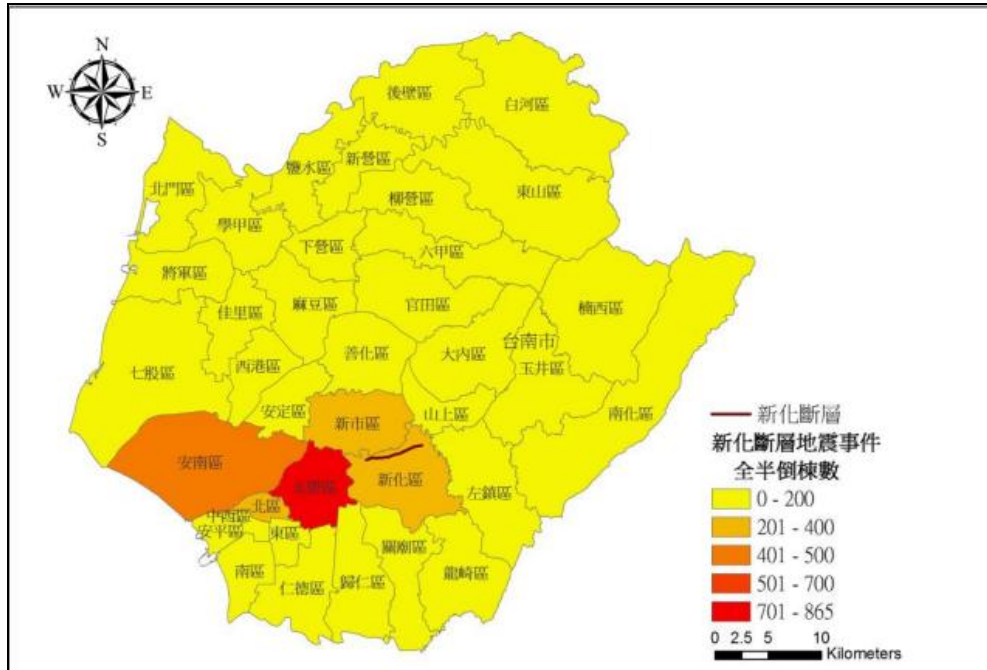 N
W E
S
後壁區
白河區
新營區
鹽水區
北門區
柳營區
東山區
學甲區
下營區
六甲區
將軍區
佳里區
麻豆區
官田區
楠西區
台南市
善化區
大內區
玉井區
西港區
七股區
安定區
新市區
山上區
南化區
安南區
新化區
左鎮區
北區
中西區
安平區
東區
關廟區
南區
仁德區
歸仁區
龍崎區
新化斷層
新化斷層地震事件
全半倒棟數
0 - 200
201 - 400
401 - 500
501 - 700
701 - 865
0 2.5 5 10
Kilometers